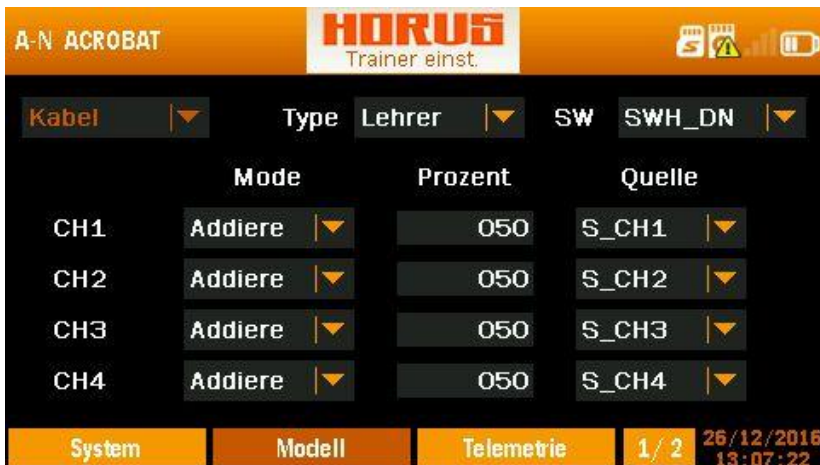 A-N ACROBAT HORUS
Trainer einst.
Kabel Type Lehrer SW SWH_DN
Mode Prozent Quelle
CH1 Addiere 050 S_CH1
CH2 Addiere 050 S_CH2
CH3 Addiere 050 S_CH3
CH4 Addiere 050 S_CH4
System Modell Telemetrie 1/2 26/12/2016
13:07:22